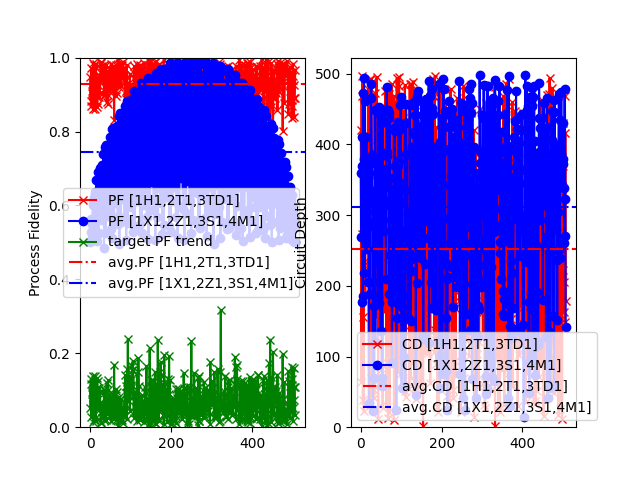 1.0
0.8
0.6
0.4
0.2
0.0
Process Fidelity
PF [1H1,2T1,3TD1]
PF [1X1,2Z1,3S1,4M1]
target PF trend
avg.PF [1H1,2T1,3TD1]
avg.PF [1X1,2Z1,3S1,4M1]
0 200 400
500
400
300
200
100
0
Circuit Depth
CD [1H1,2T1,3TD1]
CD [1X1,2Z1,3S1,4M1]
avg.CD [1H1,2T1,3TD1]
avg.CD [1X1,2Z1,3S1,4M1]
0 200 400